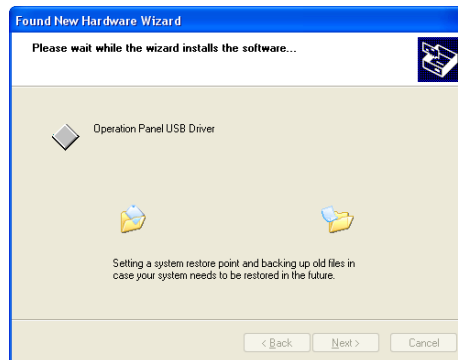 Found New Hardware Wizard
Please wait while the wizard installs the software...
Operation Panel USB Driver
Setting a system restore point and backing up old files in
case your system needs to be restored in the future.
< Back
Next >
Cancel